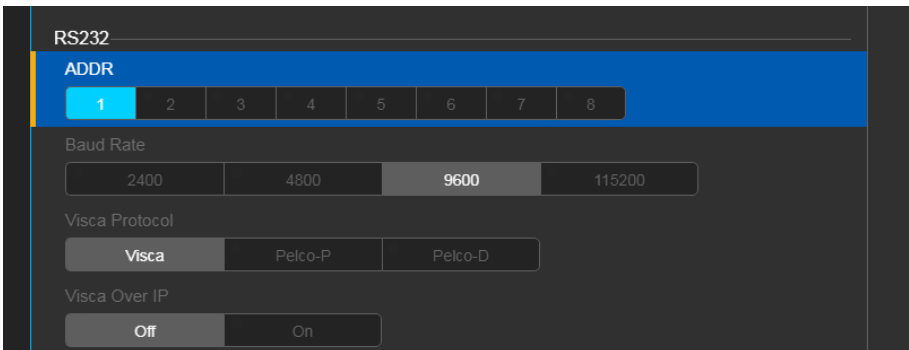 RS232
ADDR
1 2 3 4 5 6 7 8
Baud Rate
2400 4800 9600 115200
Visca Protocol
Visca Pelco-P Pelco-D
Visca Over IP
Off On